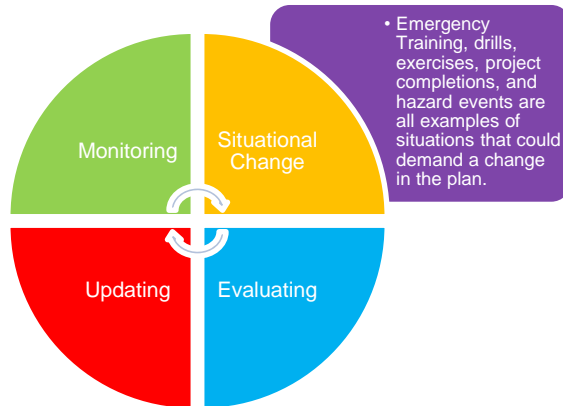 • Emergency
Training, drills,
exercises, project
completions, and
hazard events are
all examples of
situations that could
demand a change
in the plan.
Monitoring
Situational
Change
Updating
Evaluating